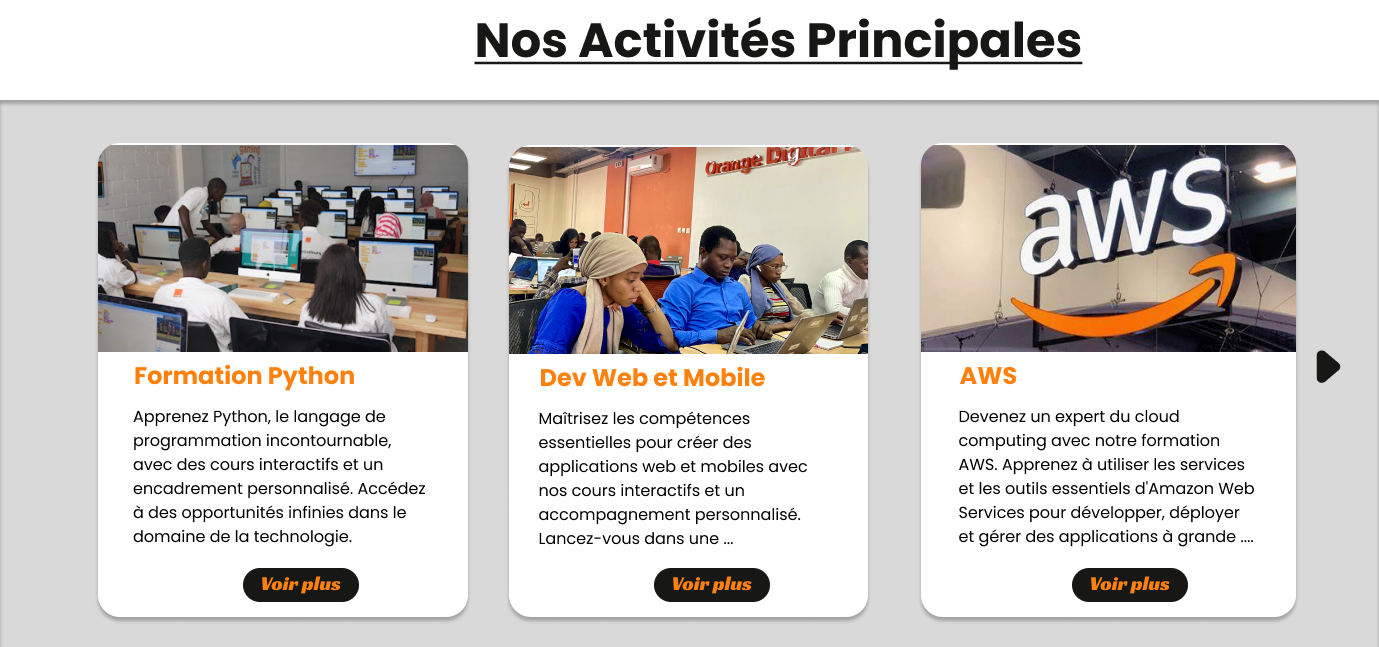 Nos Activités Principales
gaming
Orange Digital
aws
Formation Python
Apprenez Python, le langage de
programmation incontournable,
avec des cours interactifs et un
encadrement personnalisé. Accédez
à des opportunités infinies dans le
domaine de la technologie.
Voir plus
Dev Web et Mobile
Maîtrisez les compétences
essentielles pour créer des
applications web et mobiles avec
nos cours interactifs et un
accompagnement personnalisé.
Lancez-vous dans une ...
Voir plus
AWS
Devenez un expert du cloud
computing avec notre formation
AWS. Apprenez à utiliser les services
et les outils essentiels d'Amazon Web
Services pour développer, déployer
et gérer des applications à grande ....
Voir plus